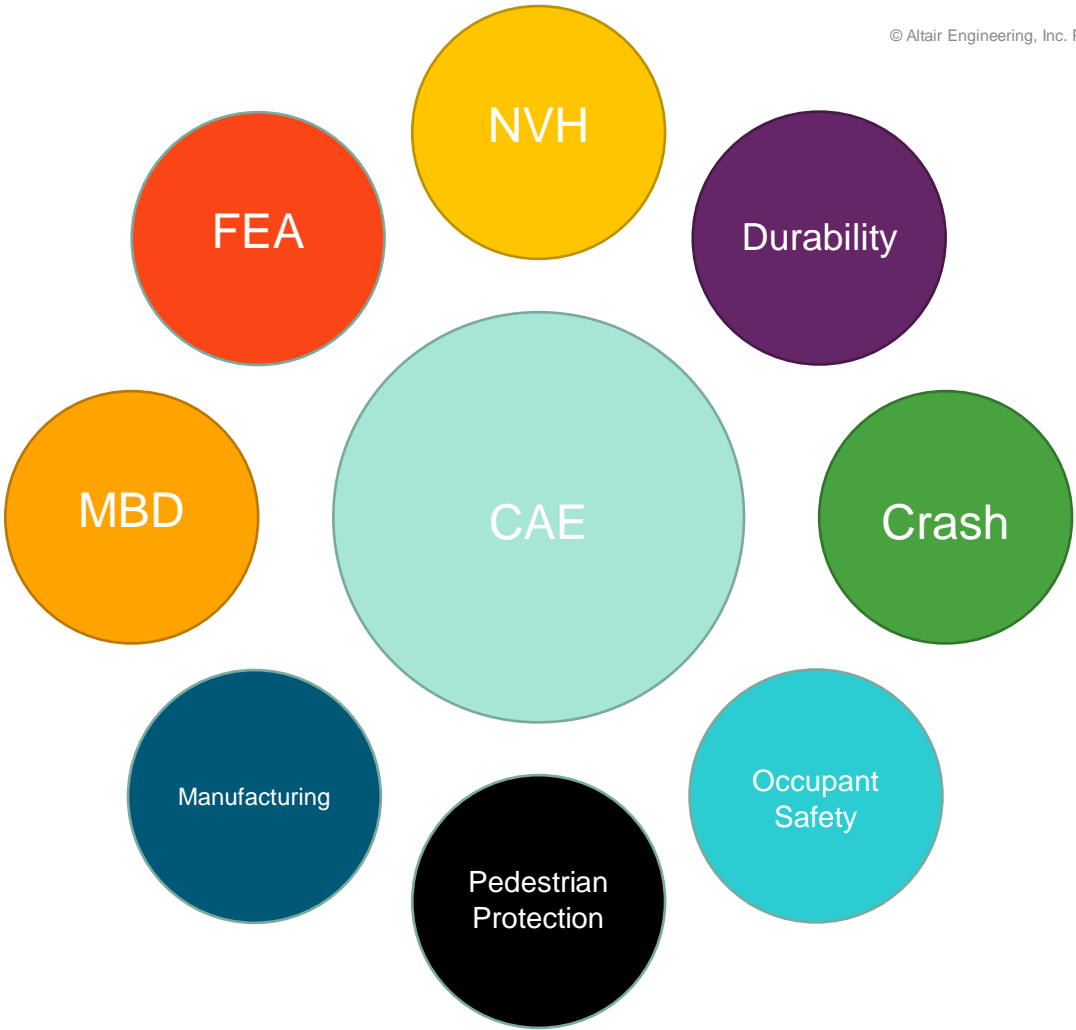 © Altair Engineering, Inc.
NVH
FEA
Durability
MBD
CAE
Crash
Manufacturing
Occupant
Safety
Pedestrian
Protection